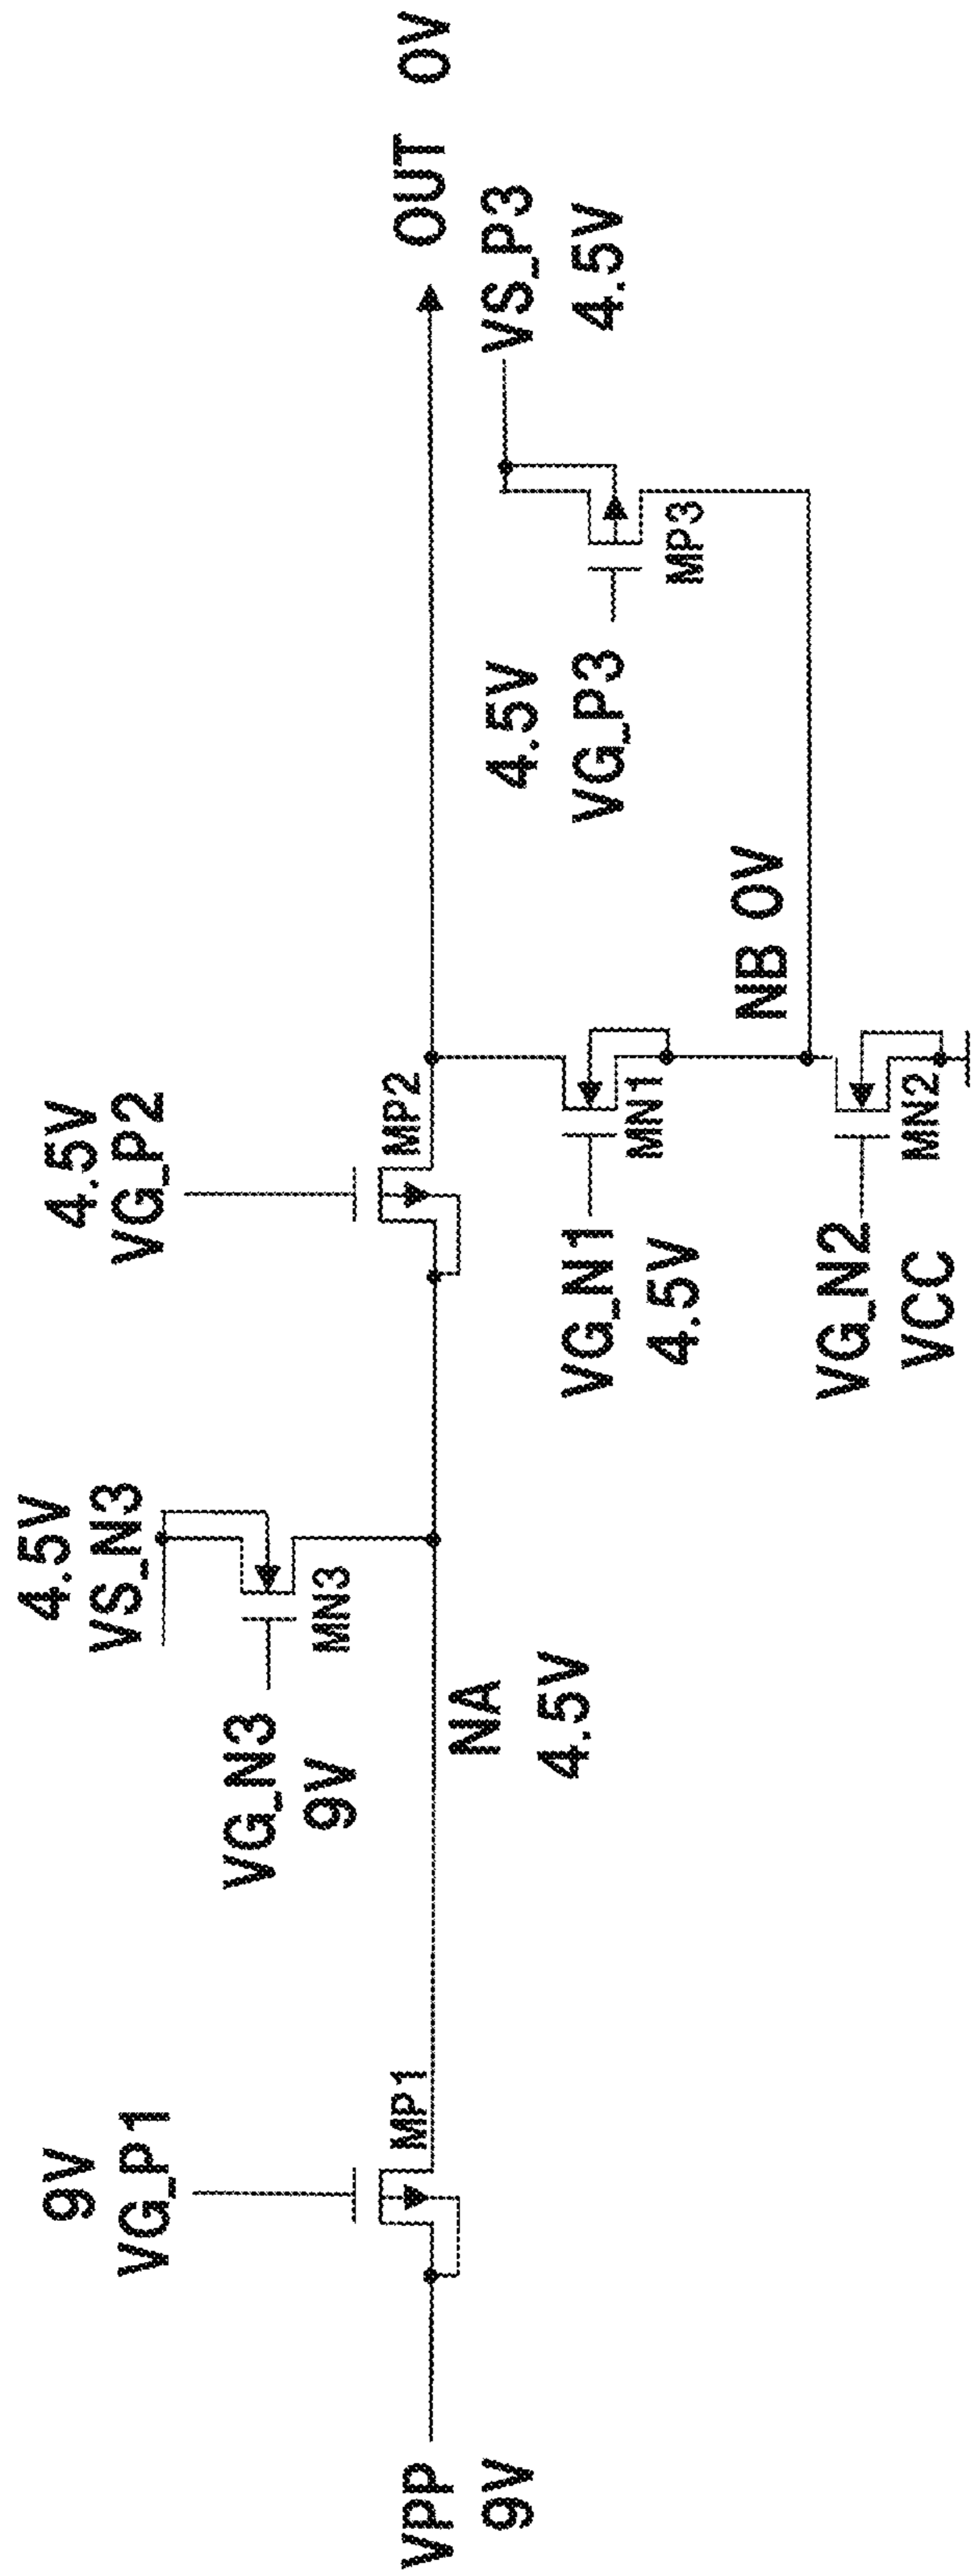 VPP
9V
9V
VG_P1
MP1
NA
4.5V
4.5V
VS_N3
VG_N3
9V
MN3
4.5V
VG_P2
MP2
OUT 0V
VG_N1
4.5V
MN1
NB 0V
VG_N2
VCC
MN2
4.5V
VG_P3
MP3
VS_P3
4.5V